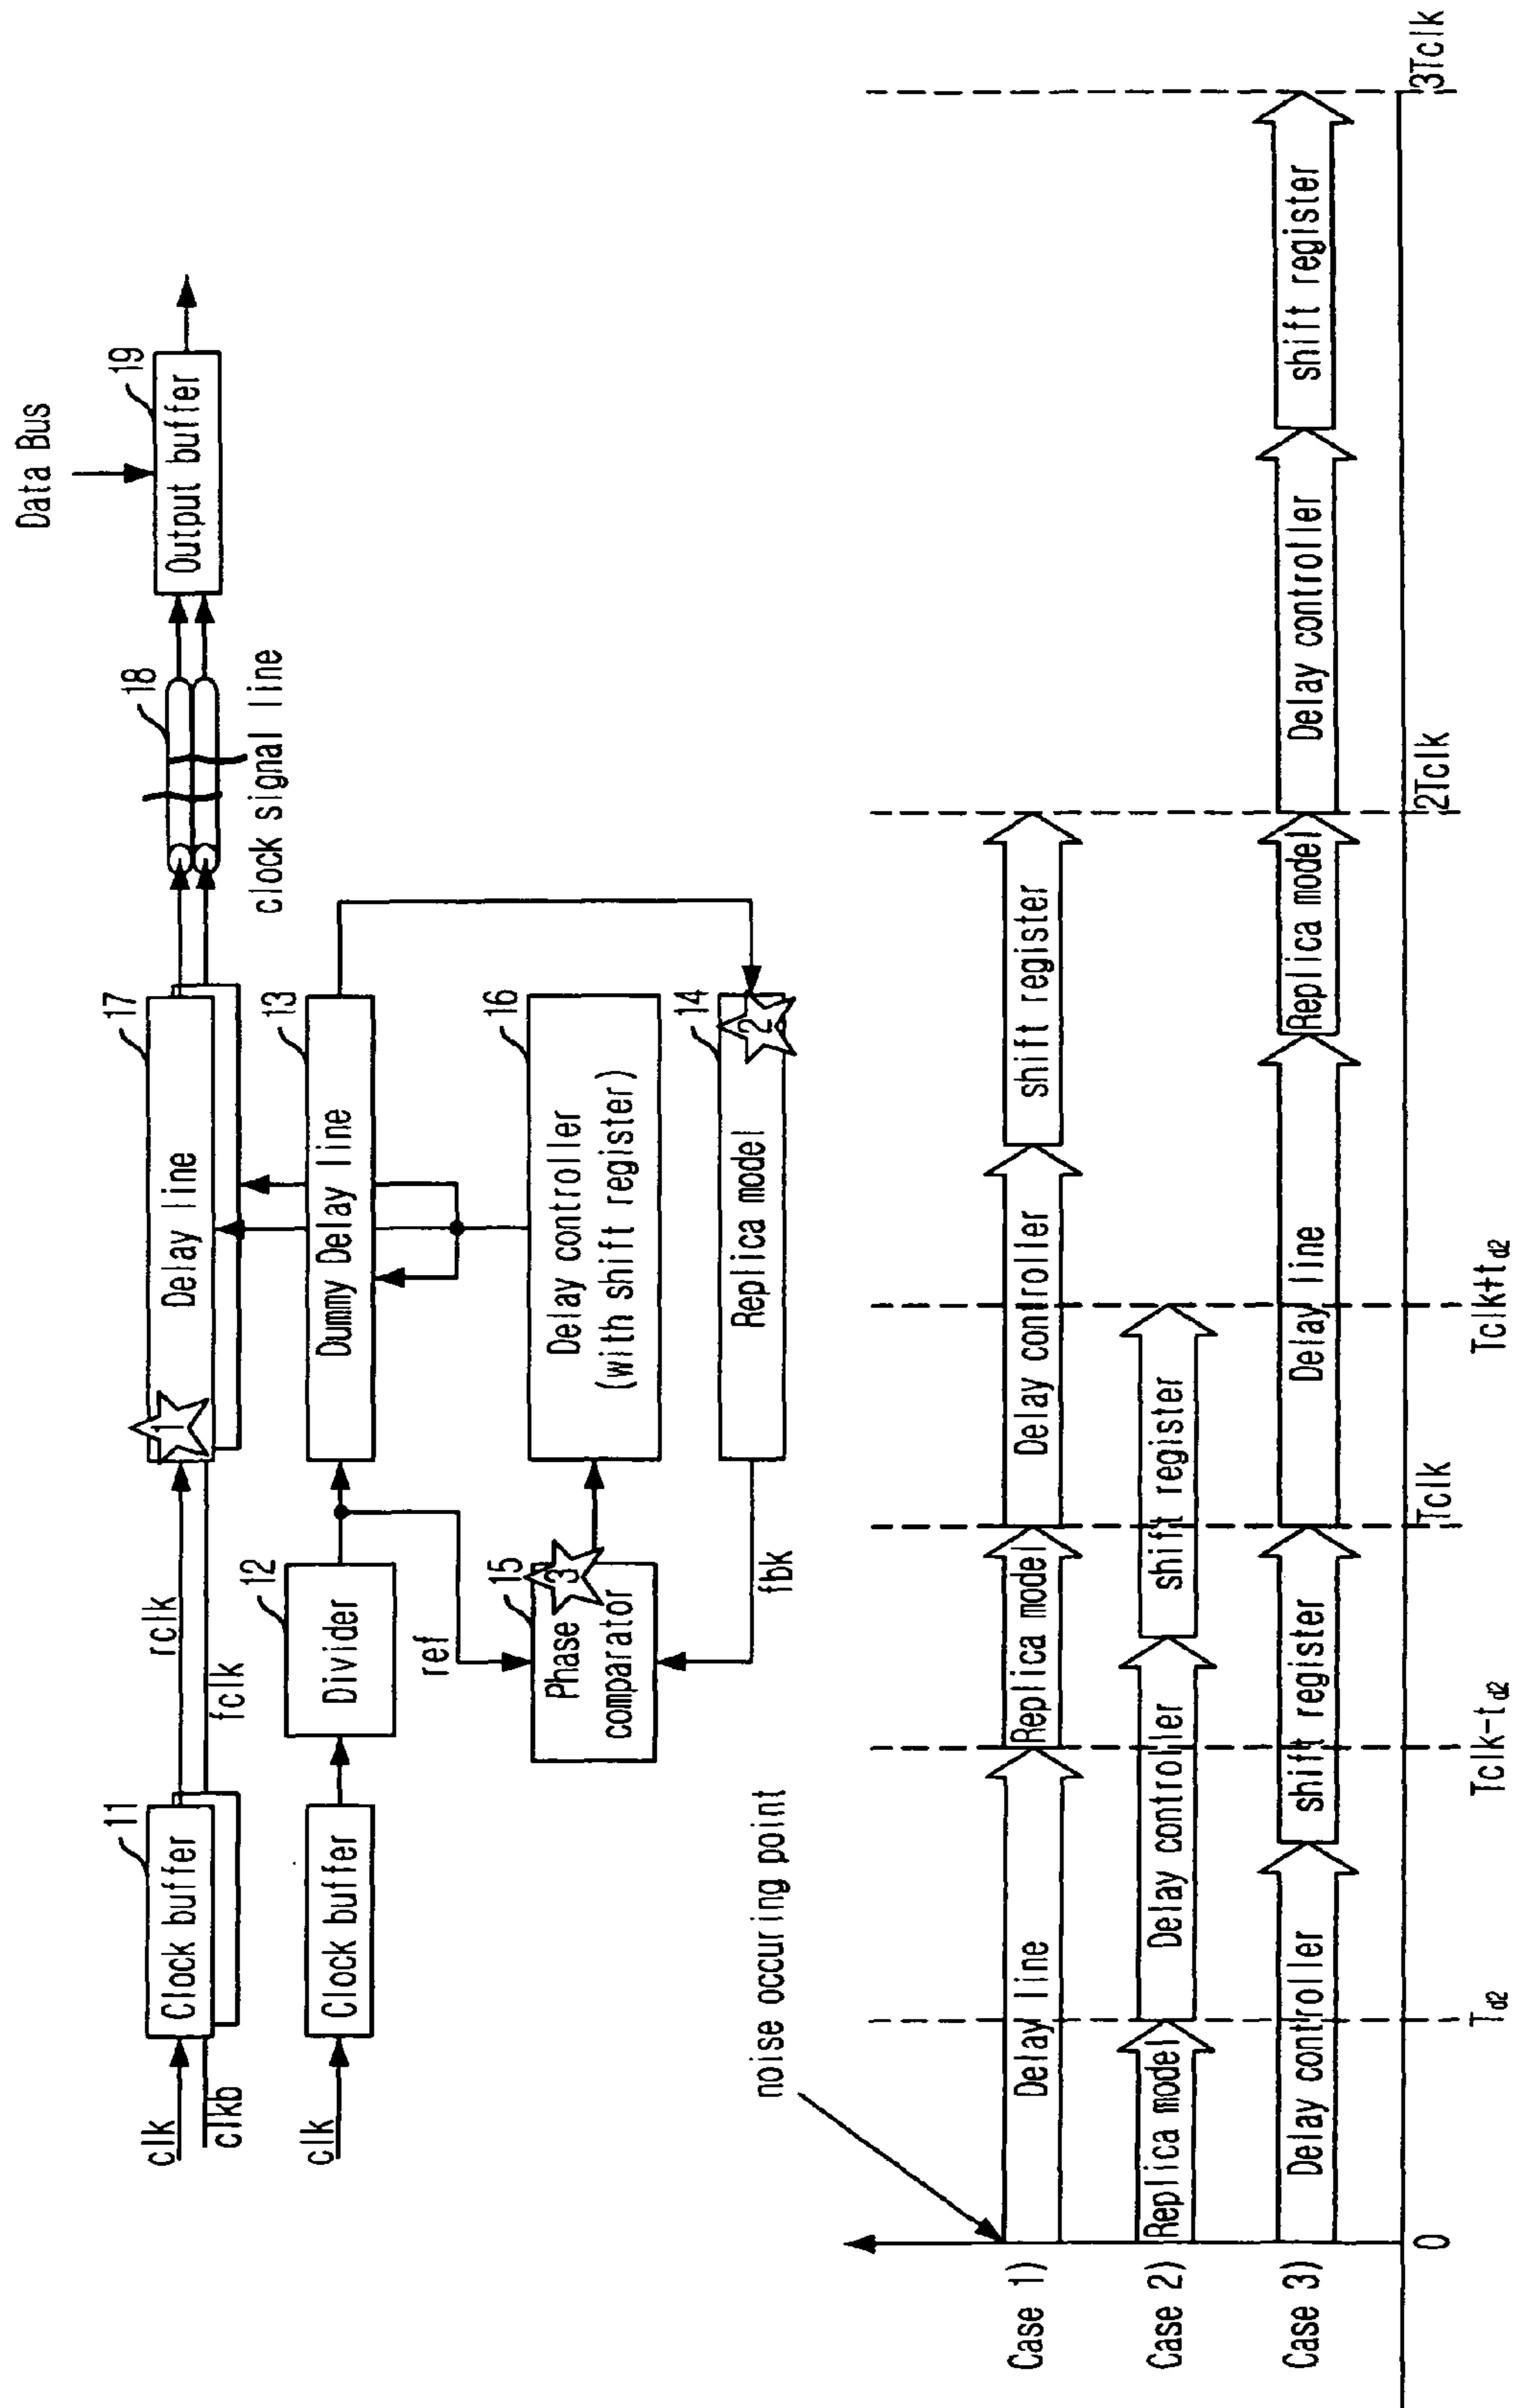 Data Bus
11
Clock buffer
clk
clkb
rclk
fclk
17
Delay line
1
18
clock signal line
19
Output buffer
clk
Clock buffer
12
Divider
13
Dummy Delay line
ref
15
Phase
comparator
3
16
Delay controller
(with shift register)
14
Replica model
2
fbk
noise occuring point
Case 1)
Delay line
Replica model
Delay controller
shift register
Case 2)
Replica model
Delay controller
shift register
Case 3)
Delay controller
shift register
Delay line
Replica model
Delay controller
shift register
0
Td2
Tclk-td2
Tclk
Tclk+td2
2Tclk
3Tclk